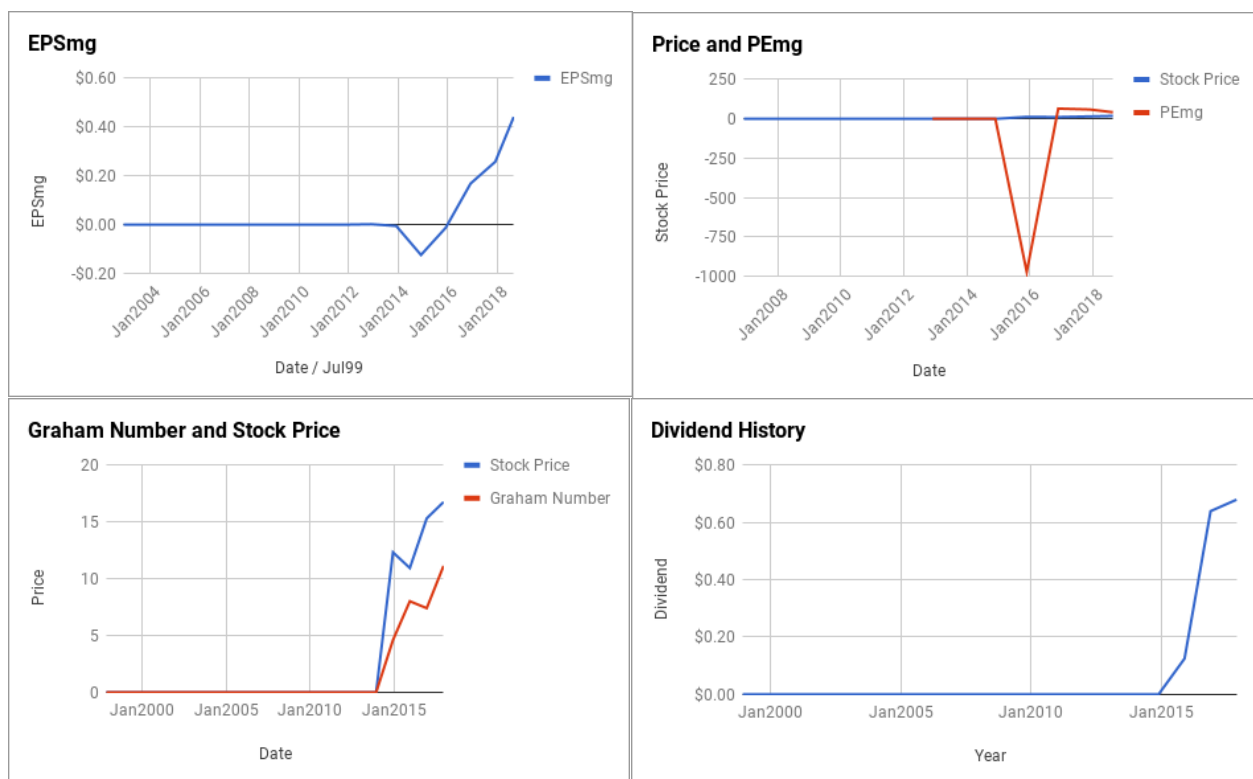 EPSmg
$0.60
$0.40
$0.20
$0.00
-$0.20
EPSmg
EPSmg
Jan2004
Jan2006
Jan2008
Jan2010
Jan2012
Jan2014
Jan2016
Jan2018
Date / Jul99
Price and PEmg
250
0
-250
-500
-750
-1000
Stock Price
Stock Price
PEmg
Jan2008
Jan2010
Jan2012
Jan2014
Jan2016
Jan2018
Date
Graham Number and Stock Price
20
15
10
5
0
Price
Stock Price
Graham Number
Jan2000
Jan2005
Jan2010
Jan2015
Date
Dividend History
$0.80
$0.60
$0.40
$0.20
$0.00
Dividend
Jan2000
Jan2005
Jan2010
Jan2015
Year